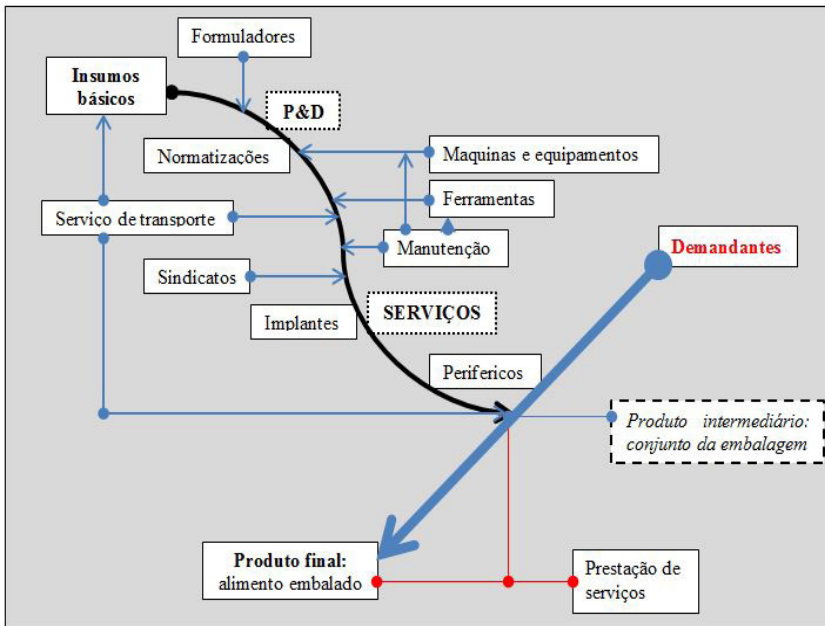 Formuladores
Insumos
básicos
P&D
Normatizações
Maquinas e equipamentos
Ferramentas
Serviço de transporte
Manutenção
Demandantes
Sindicatos
SERVIÇOS
Implantes
Perifericos
Produto intermediário:
conjunto da embalagem
Produto final:
alimento embalado
Prestação de
serviços